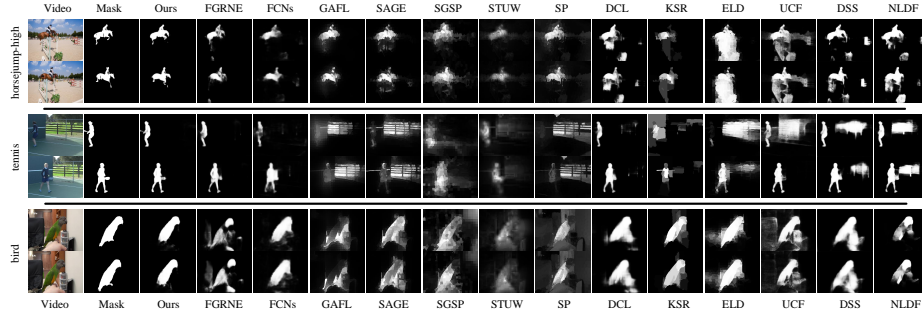 Video Mask Ours FGRNE FCNs GAFL SAGE SGSP STUW SP DCL KSR ELD UCF DSS NLDF
horsejump-high
tennis
bird
Video Mask Ours FGRNE FCNs GAFL SAGE SGSP STUW SP DCL KSR ELD UCF DSS NLDF